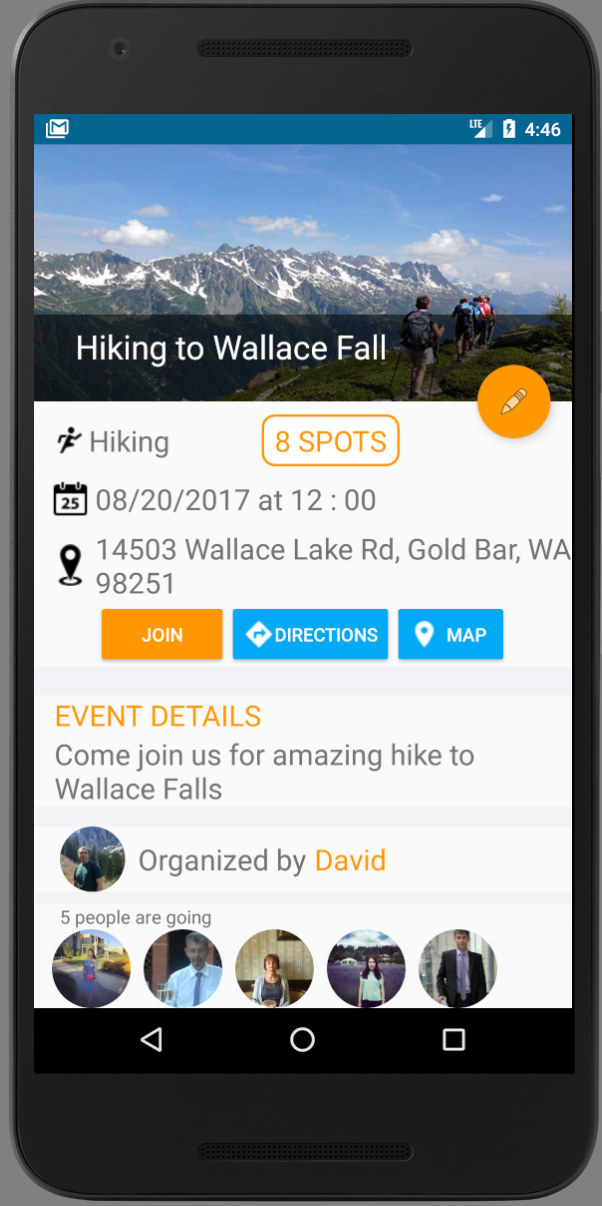 LTE 4:46
Hiking to Wallace Fall
Hiking 8 SPOTS
25 08/20/2017 at 12 : 00
14503 Wallace Lake Rd, Gold Bar, WA
98251
JOIN DIRECTIONS MAP
EVENT DETAILS
Come join us for amazing hike to
Wallace Falls
Organized by David
5 people are going